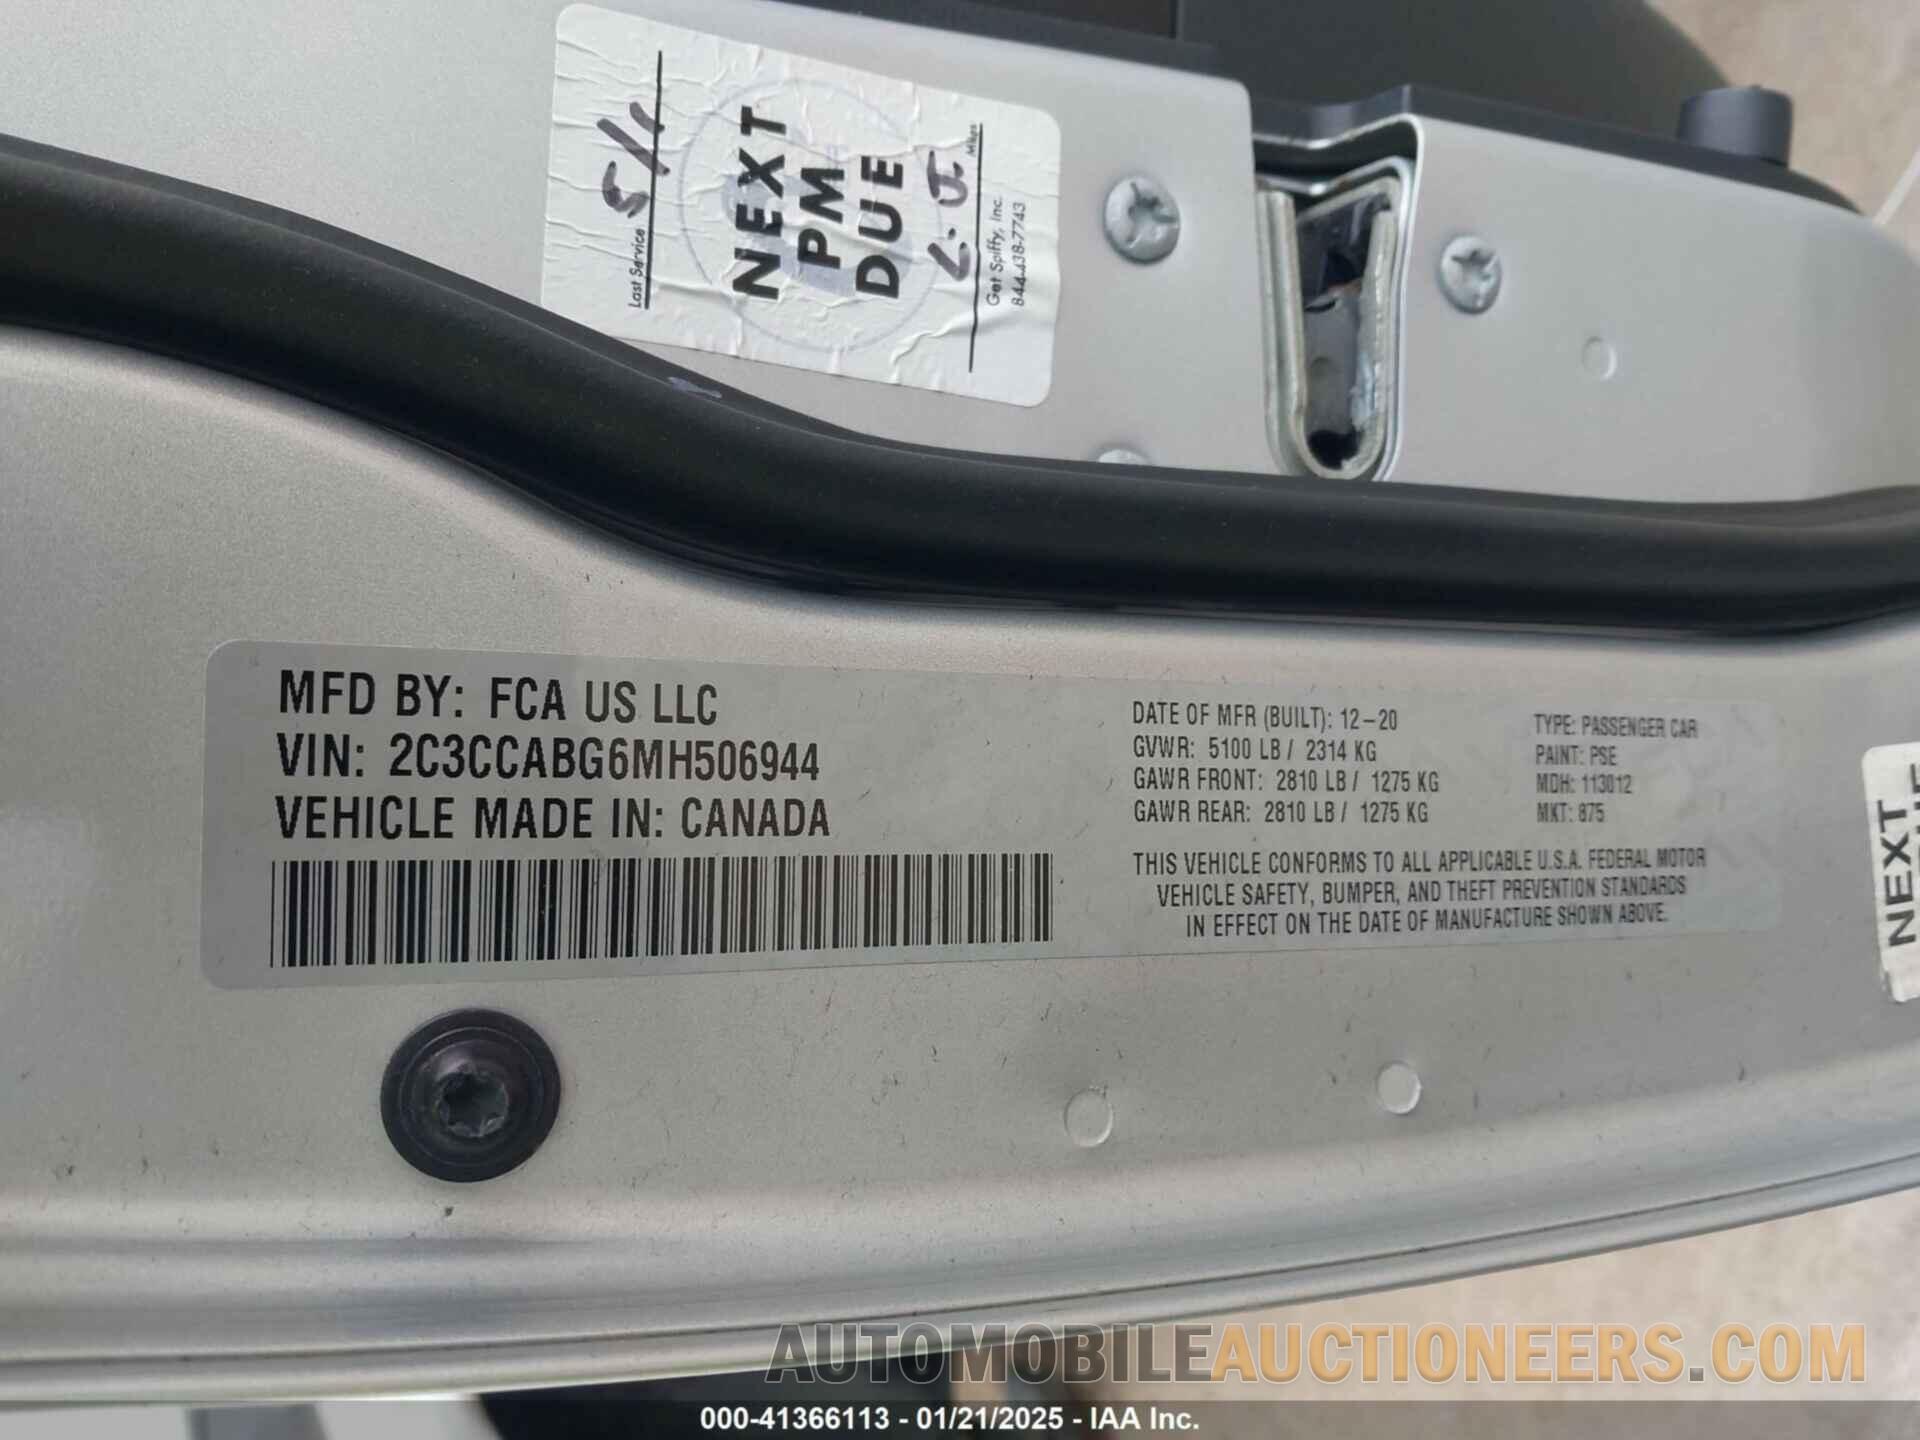 Last Service
NEXT
PM
DUE
Miles
Get Spiffy, Inc.
844-438-7743
MFD BY: FCA US LLC
VIN: 2C3CCABG6MH506944
VEHICLE MADE IN: CANADA
DATE OF MFR (BUILT): 12-20
GVWR: 5100 LB / 2314 KG
GAWR FRONT: 2810 LB / 1275 KG
GAWR REAR: 2810 LB / 1275 KG
TYPE: PASSENGER CAR
PAINT: PSE
MDH: 113012
MKT: 875
THIS VEHICLE CONFORMS TO ALL APPLICABLE U.S.A. FEDERAL MOTOR
VEHICLE SAFETY, BUMPER, AND THEFT PREVENTION STANDARDS
IN EFFECT ON THE DATE OF MANUFACTURE SHOWN ABOVE.
NEXT
AUTOMOBILEAUCTIONEERS.COM
000-41366113 - 01/21/2025 - IAA Inc.